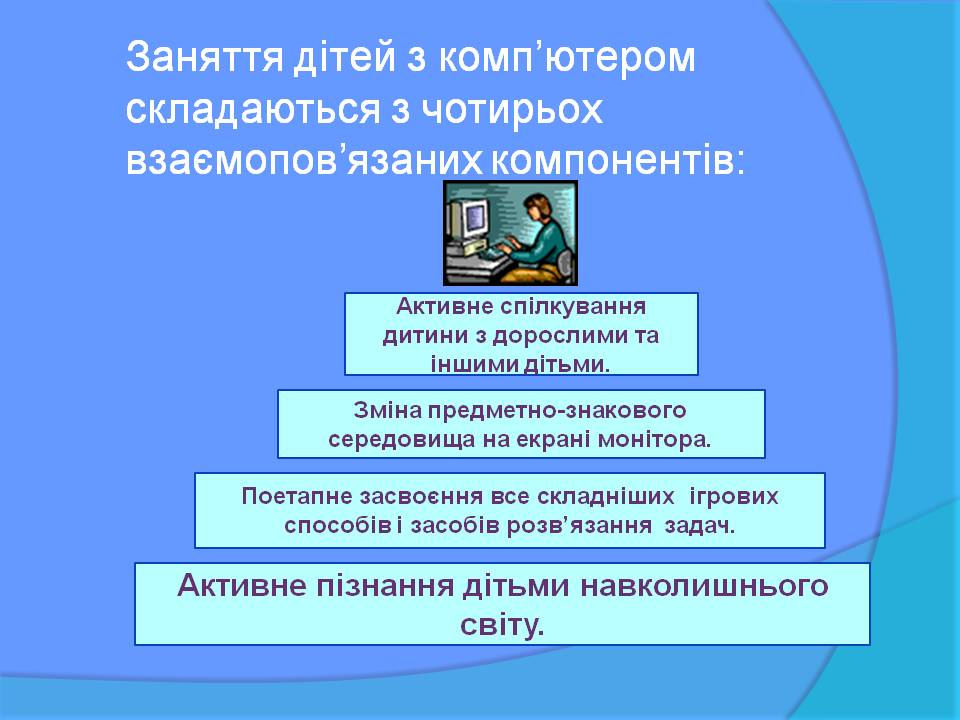 Заняття дітей з комп’ютером
складаються з чотирьох
взаємопов’язаних компонентів:
Активне спілкування
дитини з дорослими та
іншими дітьми.
Зміна предметно-знакового
середовища на екрані монітора.
Поетапне засвоєння все складніших  ігрових
способів і засобів розв’язання  задач.
Активне пізнання дітьми навколишнього
світу.